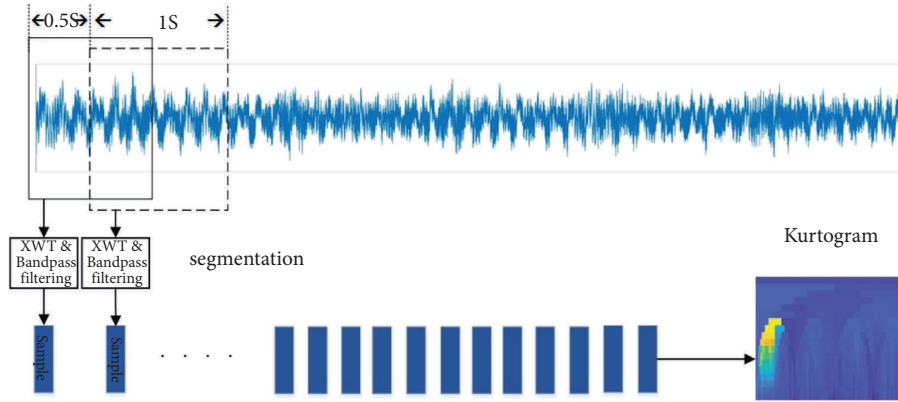 0.5S
1S
XWT &
Bandpass
filtering
XWT &
Bandpass
filtering
segmentation
Kurtogram
Sample
Sample
. . . .